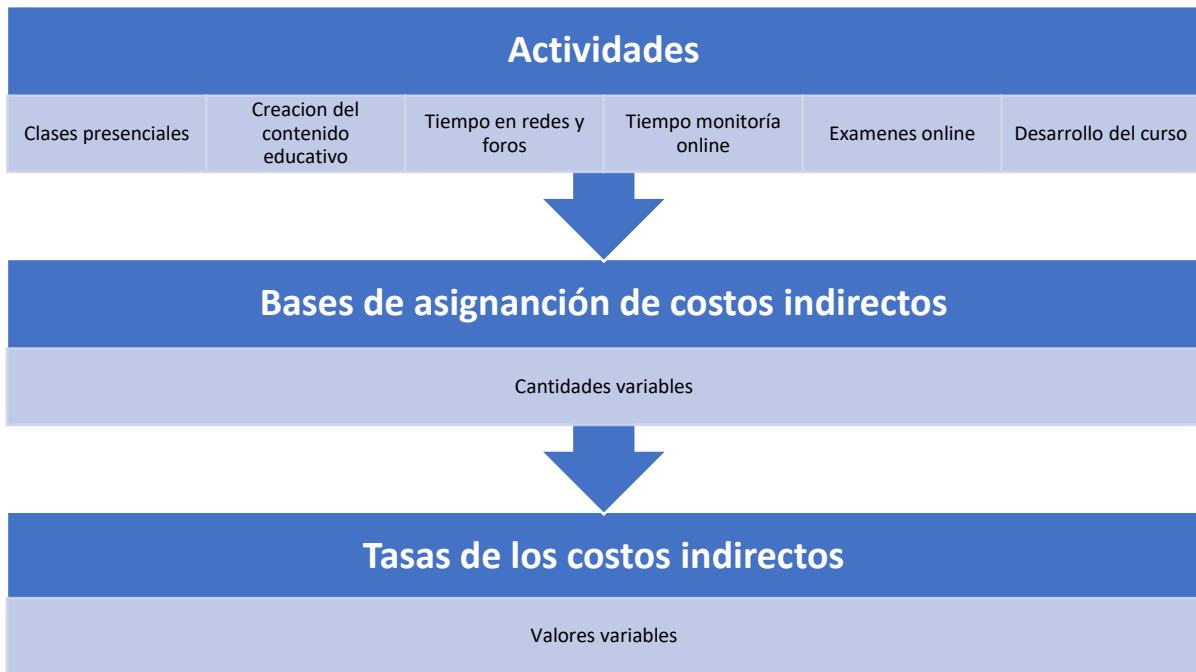 Actividades
Clases presenciales
Creacion del
contenido
educativo
Tiempo en redes y
foros
Tiempo monitoría
online
Examenes online
Desarrollo del curso
Bases de asignanción de costos indirectos
Cantidades variables
Tasas de los costos indirectos
Valores variables